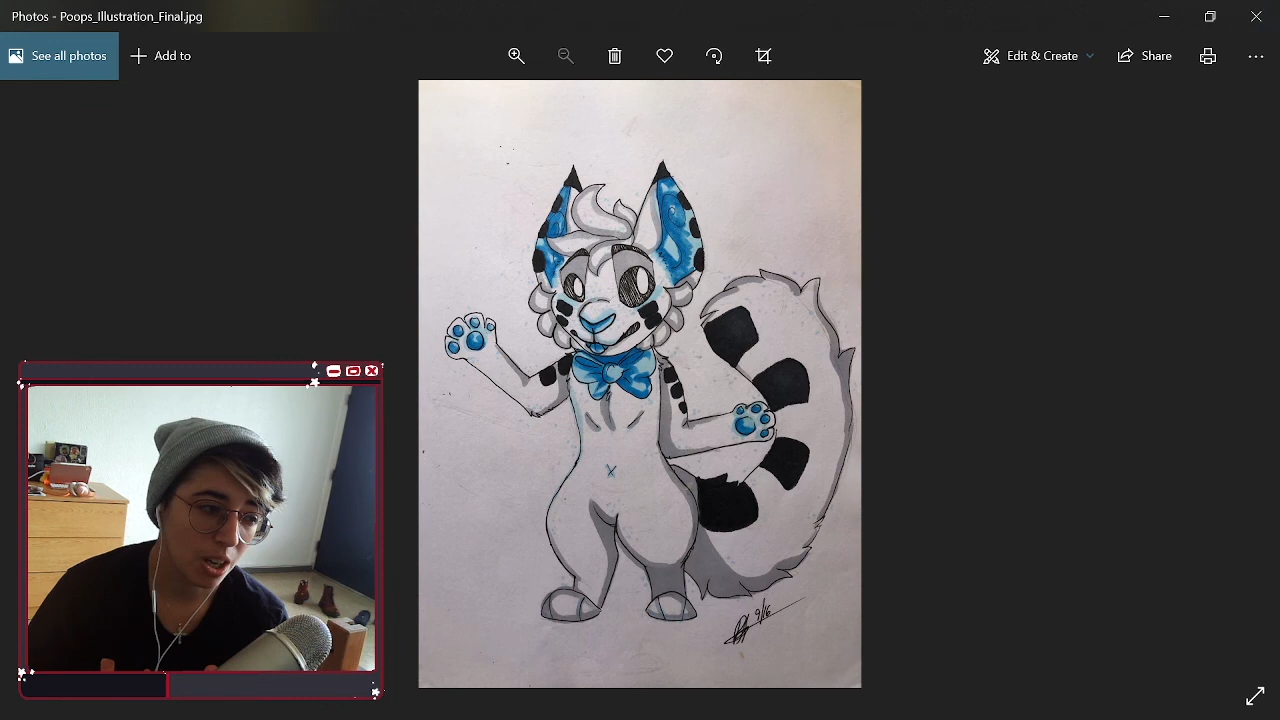 Photos - Poops_Illustration_Final.jpg
See all photos
Add to
Edit & Create
Share
9/16